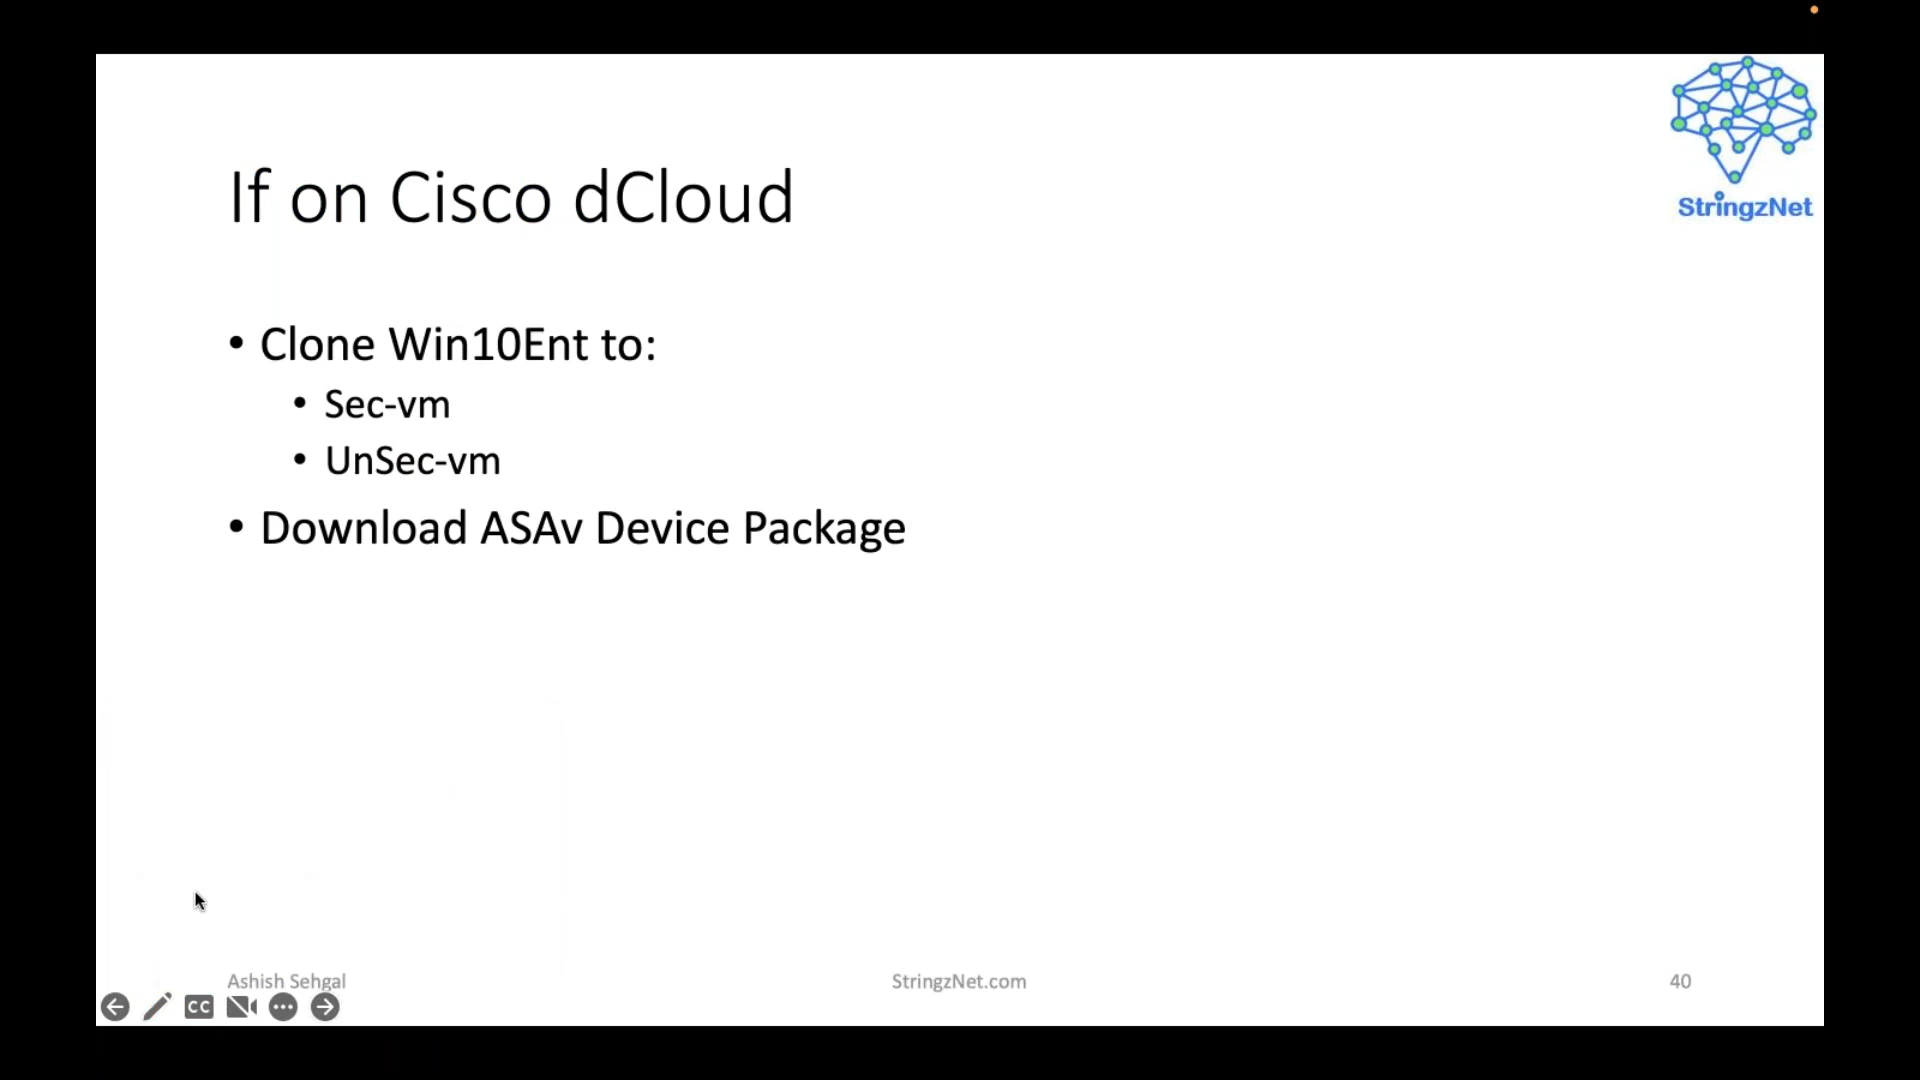 StringzNet
If on Cisco dCloud
• Clone Win10Ent to:
• Sec-vm
• UnSec-vm
• Download ASAv Device Package
Ashish Sehgal
StringzNet.com
40
CC